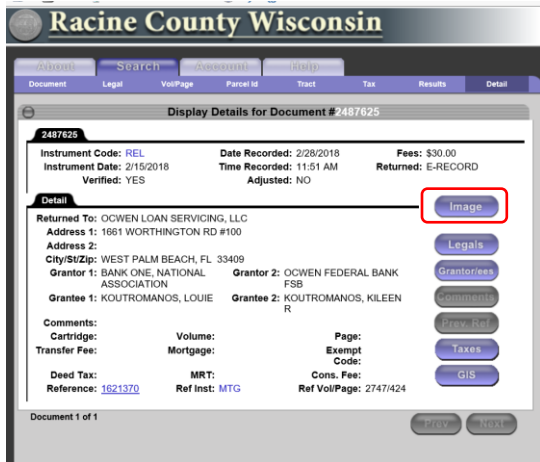 Racine County Wisconsin
About Search Account Help
Document Legal Vol/Page Parcel Id Tract Tax Results Detail
Display Details for Document #2487625
2487625
Instrument Code: REL Date Recorded: 2/28/2018 Fees: $30.00
Instrument Date: 2/15/2018 Time Recorded: 11:51 AM Returned: E-RECORD
Verified: YES Adjusted: NO
Detail
Image
Returned To: OCWEN LOAN SERVICING, LLC
Address 1: 1661 WORTHINGTON RD #100
Address 2:
Legals
City/St/Zip: WEST PALM BEACH, FL 33409
Grantor 1: BANK ONE, NATIONAL Grantor 2: OCWEN FEDERAL BANK Grantor/ees
ASSOCIATION FSB
Grantee 1: KOUTROMANOS, LOUIE Grantee 2: KOUTROMANOS, KILEEN Comments
R
Comments: Prev Ref
Cartridge: Volume: Page:
Transfer Fee: Mortgage: Exempt Taxes
Code:
Deed Tax: MRT: Cons. Fee: GIS
Reference: 1621370 Ref Inst: MTG Ref Vol/Page: 2747/424
Document 1 of 1
Prev Next